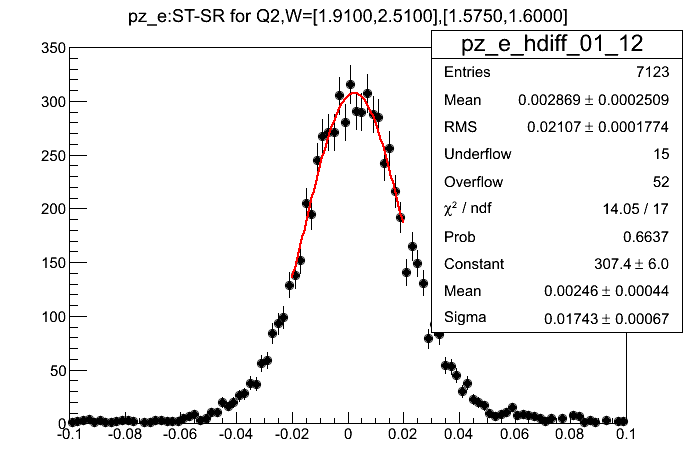 pz_e:ST-SR for Q2,W=[1.9100,2.5100],[1.5750,1.6000]
pz_e_hdiff_01_12
Entries 7123
Mean 0.002869 ± 0.0002509
RMS 0.02107 ± 0.0001774
Underflow 15
Overflow 52
χ² / ndf 14.05 / 17
Prob 0.6637
Constant 307.4 ± 6.0
Mean 0.00246 ± 0.00044
Sigma 0.01743 ± 0.00067
350
300
250
200
150
100
50
0
-0.1 -0.08 -0.06 -0.04 -0.02 0 0.02 0.04 0.06 0.08 0.1